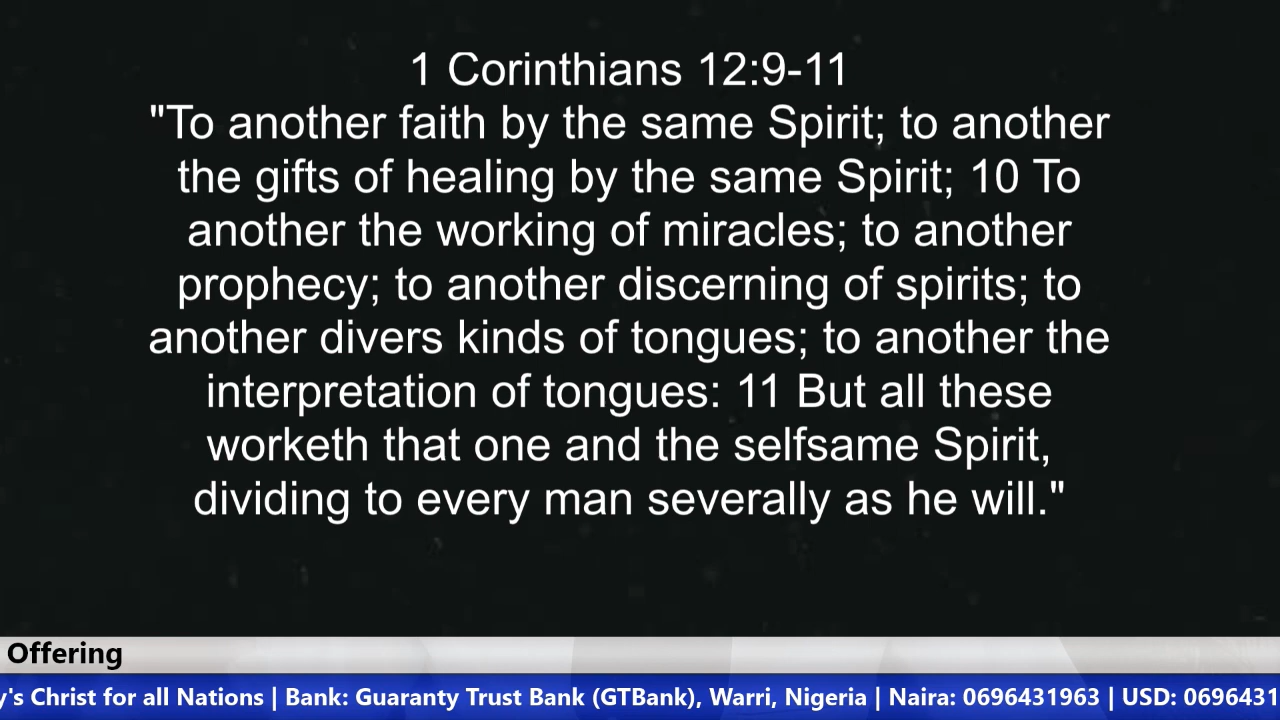 1 Corinthians 12:9-11
"To another faith by the same Spirit; to another
the gifts of healing by the same Spirit; 10 To
another the working of miracles; to another
prophecy; to another discerning of spirits; to
another divers kinds of tongues; to another the
interpretation of tongues: 11 But all these
worketh that one and the selfsame Spirit,
dividing to every man severally as he will."
Offering
y's Christ for all Nations | Bank: Guaranty Trust Bank (GTBank), Warri, Nigeria | Naira: 0696431963 | USD: 0696431